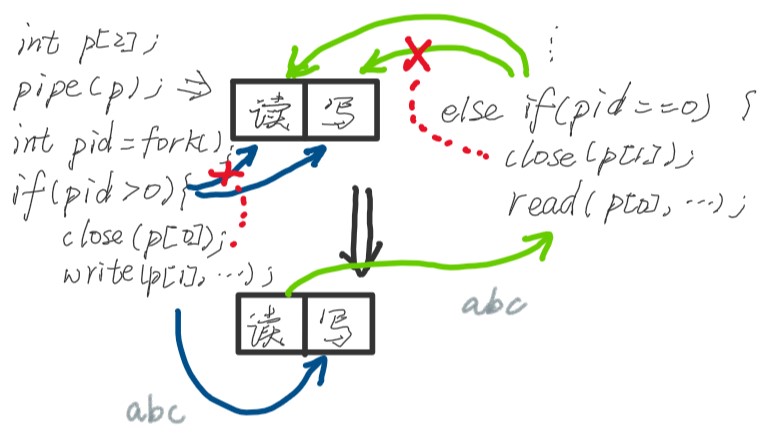 int p[2];
pipe(p); ⇒
int pid=fork();
if(pid>0){
close(p[0]);
write(p[1], ...);
读 写
⋮
else if(pid==0) {
close(p[1]);
read(p[0], ...);
读 写
abc
abc